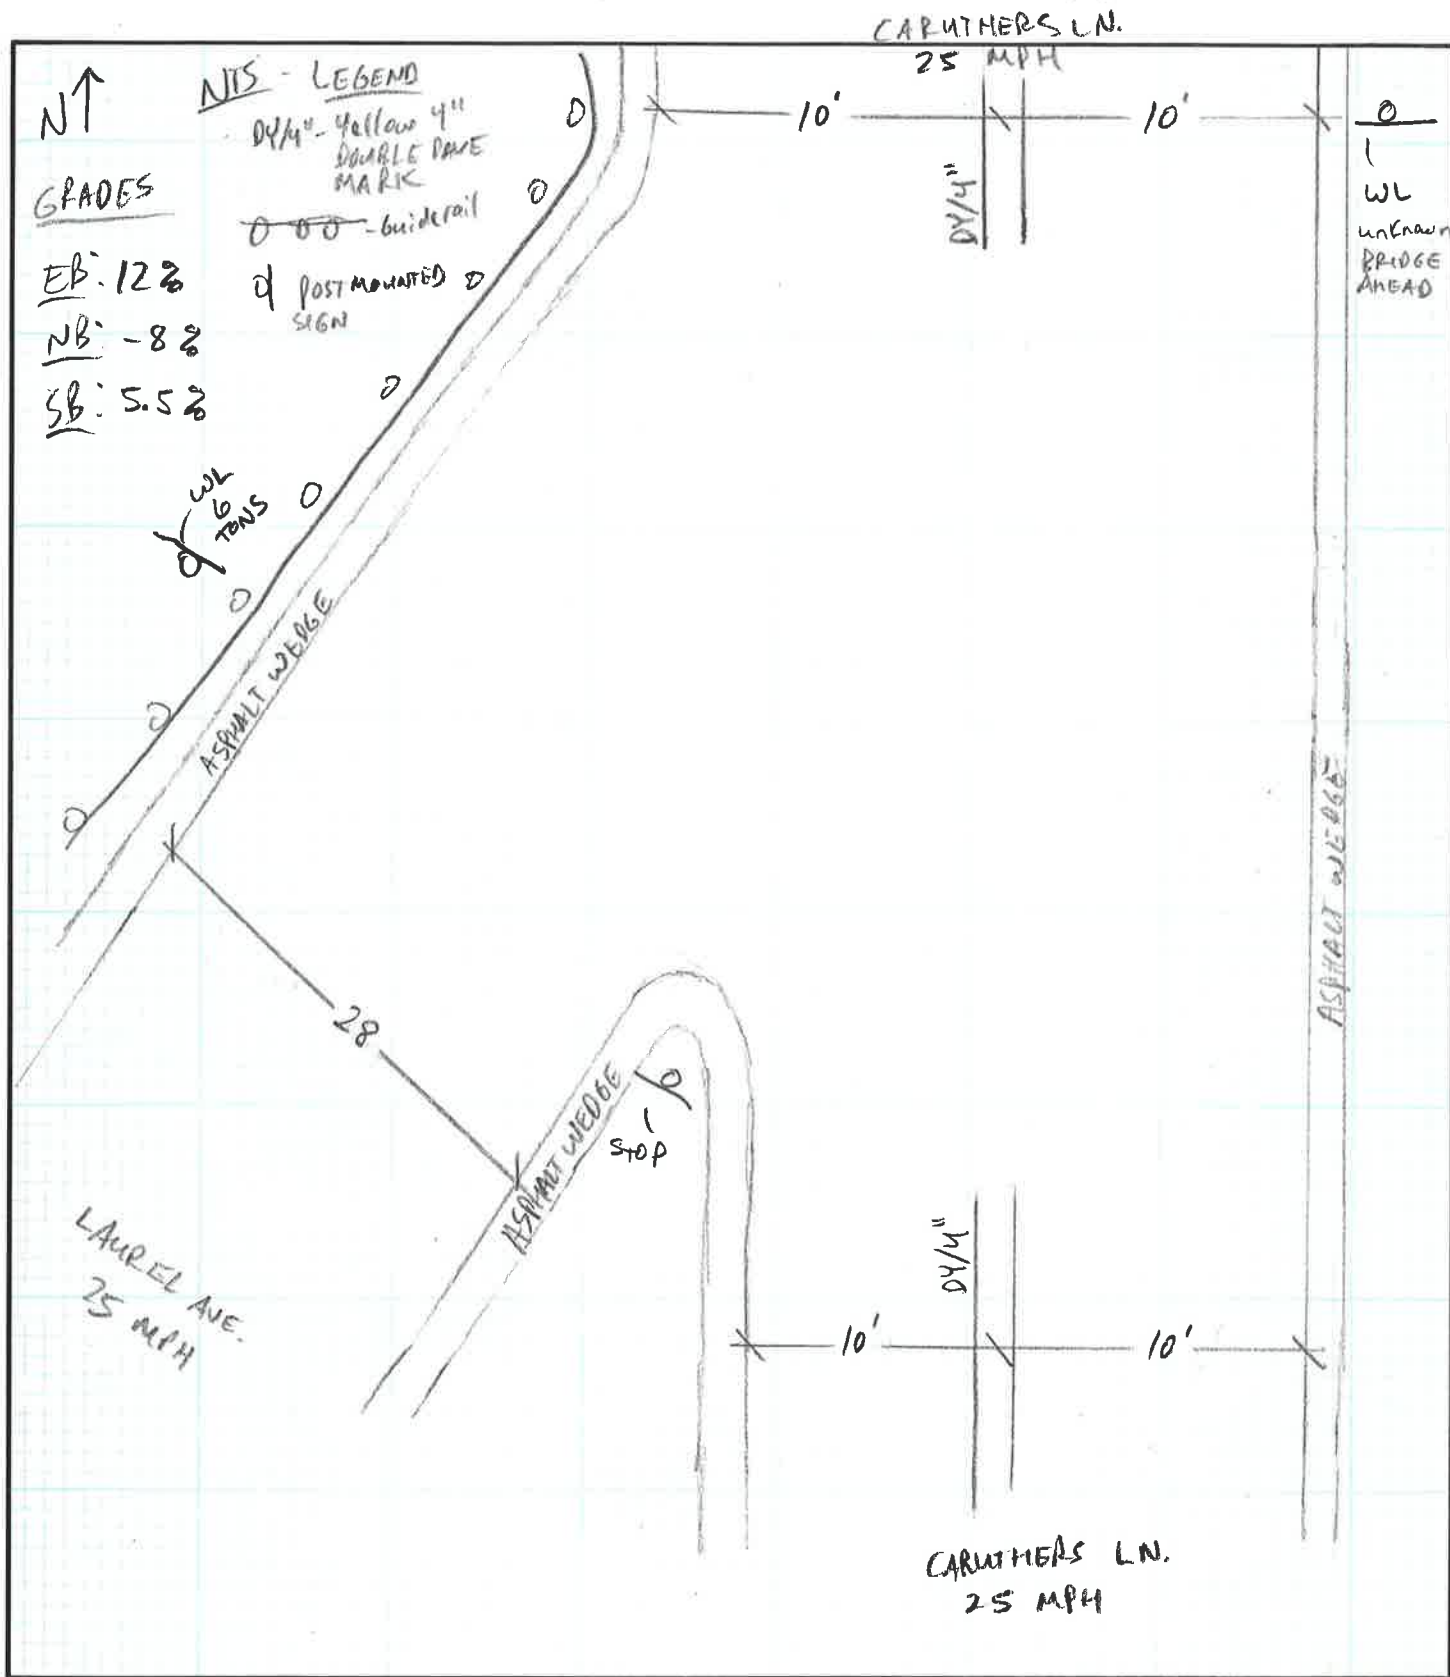 CARUTHERS LN.
25 MPH
N
NTS - LEGEND
DY/4" - Yellow 4"
DOUBLE PAVE
MARK
- Guiderail
POST MOUNTED
SIGN
GRADES
EB: 12%
NB: -8%
SB: 5.5%
10'
10'
DY/4"
WL
unknown
BRIDGE
AHEAD
WL
6
TONS
ASPHALT WEDGE
ASPHALT WEDGE
28
ASPHALT WEDGE
STOP
LAUREL AVE.
25 MPH
DY/4"
10'
10'
CARUTHERS LN.
25 MPH